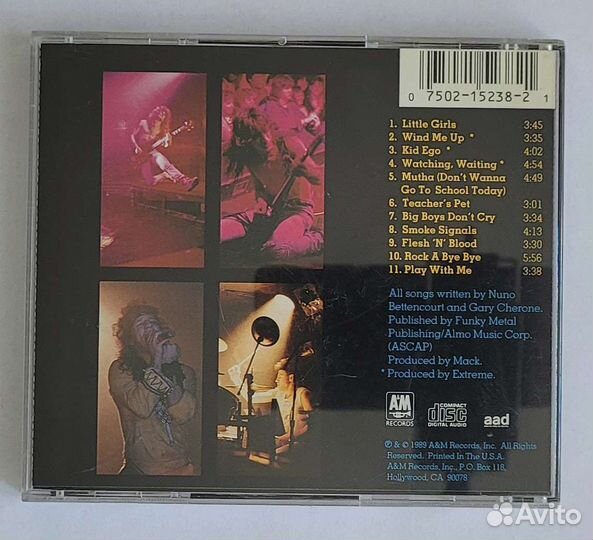 0 7502-15238-2 1
1. Little Girls 3:45
2. Wind Me Up * 3:36
3. Kid Ego * 4:02
4. Watching, Waiting * 4:54
5. Mutha (Don't Wanna 4:49
Go To School Today)
6. Teacher's Pet 3:01
7. Big Boys Don't Cry 3:34
8. Smoke Signals 4:13
9. Flesh 'N' Blood 3:30
10. Rock A Bye Bye 5:56
11. Play With Me 3:38
All songs written by Nuno
Bettencourt and Gary Cherone.
Published by Funky Metal
Publishing/Almo Music Corp.
(ASCAP)
Produced by Mack.
* Produced by Extreme.
A&M
RECORDS
COMPACT
disc
DIGITAL AUDIO
aad
℗ & © 1989 A&M Records, Inc. All Rights
Reserved. Printed In The U.S.A.
A&M Records, Inc., P.O. Box 118,
Hollywood, CA 90078
Avito